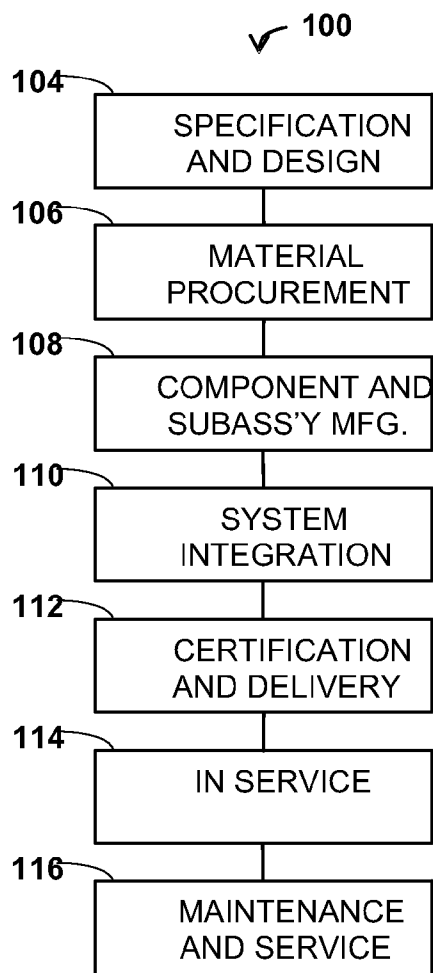 100
104
SPECIFICATION
AND DESIGN
106
MATERIAL
PROCUREMENT
108
COMPONENT AND
SUBASS'Y MFG.
110
SYSTEM
INTEGRATION
112
CERTIFICATION
AND DELIVERY
114
IN SERVICE
116
MAINTENANCE
AND SERVICE